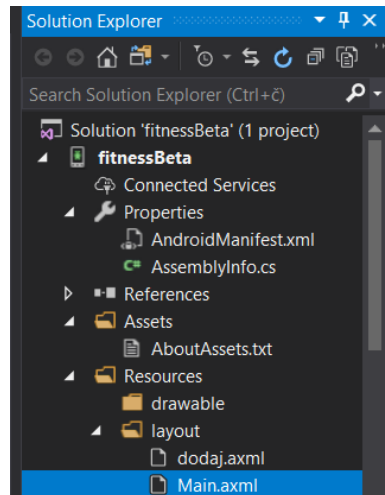 Solution Explorer
Search Solution Explorer (Ctrl+č)
Solution 'fitnessBeta' (1 project)
fitnessBeta
Connected Services
Properties
AndroidManifest.xml
C# AssemblyInfo.cs
References
Assets
AboutAssets.txt
Resources
drawable
layout
dodaj.axml
Main.axml